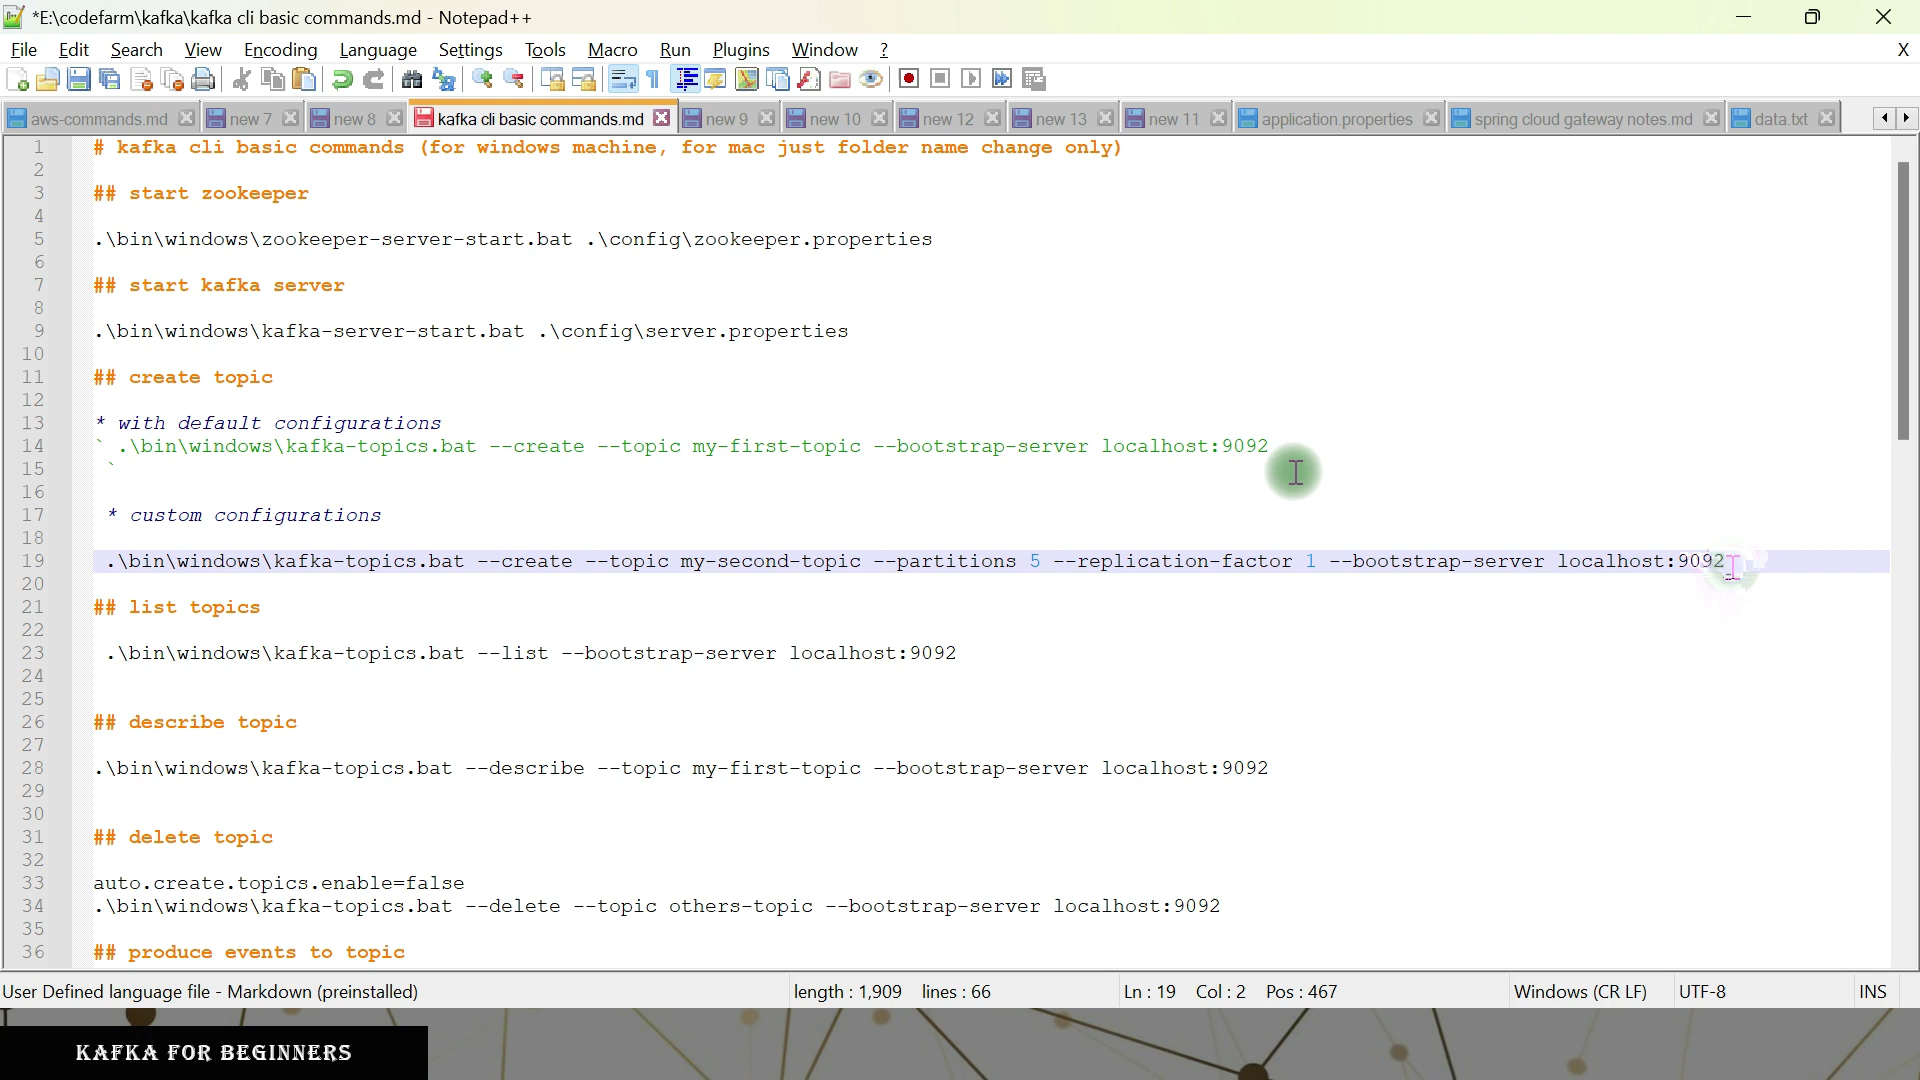 *E:\codefarm\kafka\kafka cli basic commands.md - Notepad++
File Edit Search View Encoding Language Settings Tools Macro Run Plugins Window ? X
aws-commands.md new 7 new 8 kafka cli basic commands.md new 9 new 10 new 12 new 13 new 11 application.properties spring cloud gateway notes.md data.txt
1 # kafka cli basic commands (for windows machine, for mac just folder name change only)
2
3 ## start zookeeper
4
5 .\bin\windows\zookeeper-server-start.bat .\config\zookeeper.properties
6
7 ## start kafka server
8
9 .\bin\windows\kafka-server-start.bat .\config\server.properties
10
11 ## create topic
12
13 * with default configurations
14 ` .\bin\windows\kafka-topics.bat --create --topic my-first-topic --bootstrap-server localhost:9092
15 `
16
17 * custom configurations
18
19 .\bin\windows\kafka-topics.bat --create --topic my-second-topic --partitions 5 --replication-factor 1 --bootstrap-server localhost:9092
20
21 ## list topics
22
23 .\bin\windows\kafka-topics.bat --list --bootstrap-server localhost:9092
24
25
26 ## describe topic
27
28 .\bin\windows\kafka-topics.bat --describe --topic my-first-topic --bootstrap-server localhost:9092
29
30
31 ## delete topic
32
33 auto.create.topics.enable=false
34 .\bin\windows\kafka-topics.bat --delete --topic others-topic --bootstrap-server localhost:9092
35
36 ## produce events to topic
User Defined language file - Markdown (preinstalled) length : 1,909 lines : 66 Ln : 19 Col : 2 Pos : 467 Windows (CR LF) UTF-8 INS
KAFKA FOR BEGINNERS